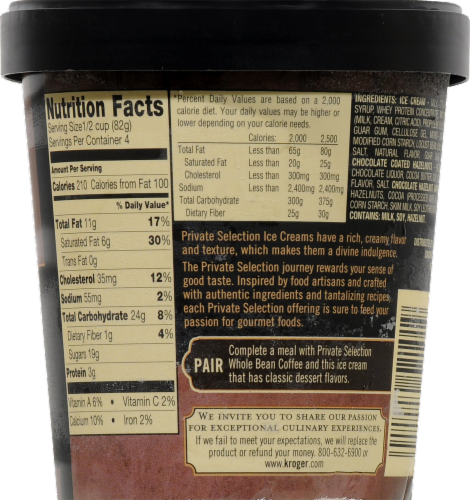 Nutrition Facts
Serving Size1/2 cup (82g)
Servings Per Container 4
Amount Per Serving
Calories 210 Calories from Fat 100
% Daily Value*
Total Fat 11g 17%
Saturated Fat 6g 30%
Trans Fat 0g
Cholesterol 35mg 12%
Sodium 55mg 2%
Total Carbohydrate 24g 8%
Dietary Fiber 1g 4%
Sugars 19g
Protein 3g
Vitamin A 6% • Vitamin C 2%
Calcium 10% • Iron 2%
*Percent Daily Values are based on a 2,000
calorie diet. Your daily values may be higher or
lower depending on your calorie needs.
Calories: 2,000 2,500
Total Fat Less than 65g 80g
Saturated Fat Less than 20g 25g
Cholesterol Less than 300mg 300mg
Sodium Less than 2,400mg 2,400mg
Total Carbohydrate 300g 375g
Dietary Fiber 25g 30g
INGREDIENTS: ICE CREAM
SYRUP, WHEY PROTEIN CONCENTRATE
(MILK, CREAM, CITRIC ACID,
GUAR GUM, CELLULOSE GEL, MONO
MODIFIED CORN STARCH, LOCUST BEAN
SALT, NATURAL FLAVOR,
CHOCOLATE COATED HAZELNUT
CHOCOLATE LIQUOR, COCOA BUTTER,
FLAVOR, SALT, CHOCOLATE HAZELNUT
HAZELNUTS, COCOA PROCESSED
CORN STARCH, SKIM MILK, SOY
CONTAINS: MILK, SOY, HAZELNUT
Private Selection Ice Creams have a rich, creamy flavor
and texture, which makes them a divine indulgence.
The Private Selection journey rewards your sense of
good taste. Inspired by food artisans and crafted
with authentic ingredients and tantalizing recipes,
each Private Selection offering is sure to feed your
passion for gourmet foods.
PAIR
Complete a meal with Private Selection
Whole Bean Coffee and this ice cream
that has classic dessert flavors.
WE INVITE YOU TO SHARE OUR PASSION
FOR EXCEPTIONAL CULINARY EXPERIENCES.
If we fail to meet your expectations, we will replace the
product or refund your money. 800-632-6900 or
www.kroger.com